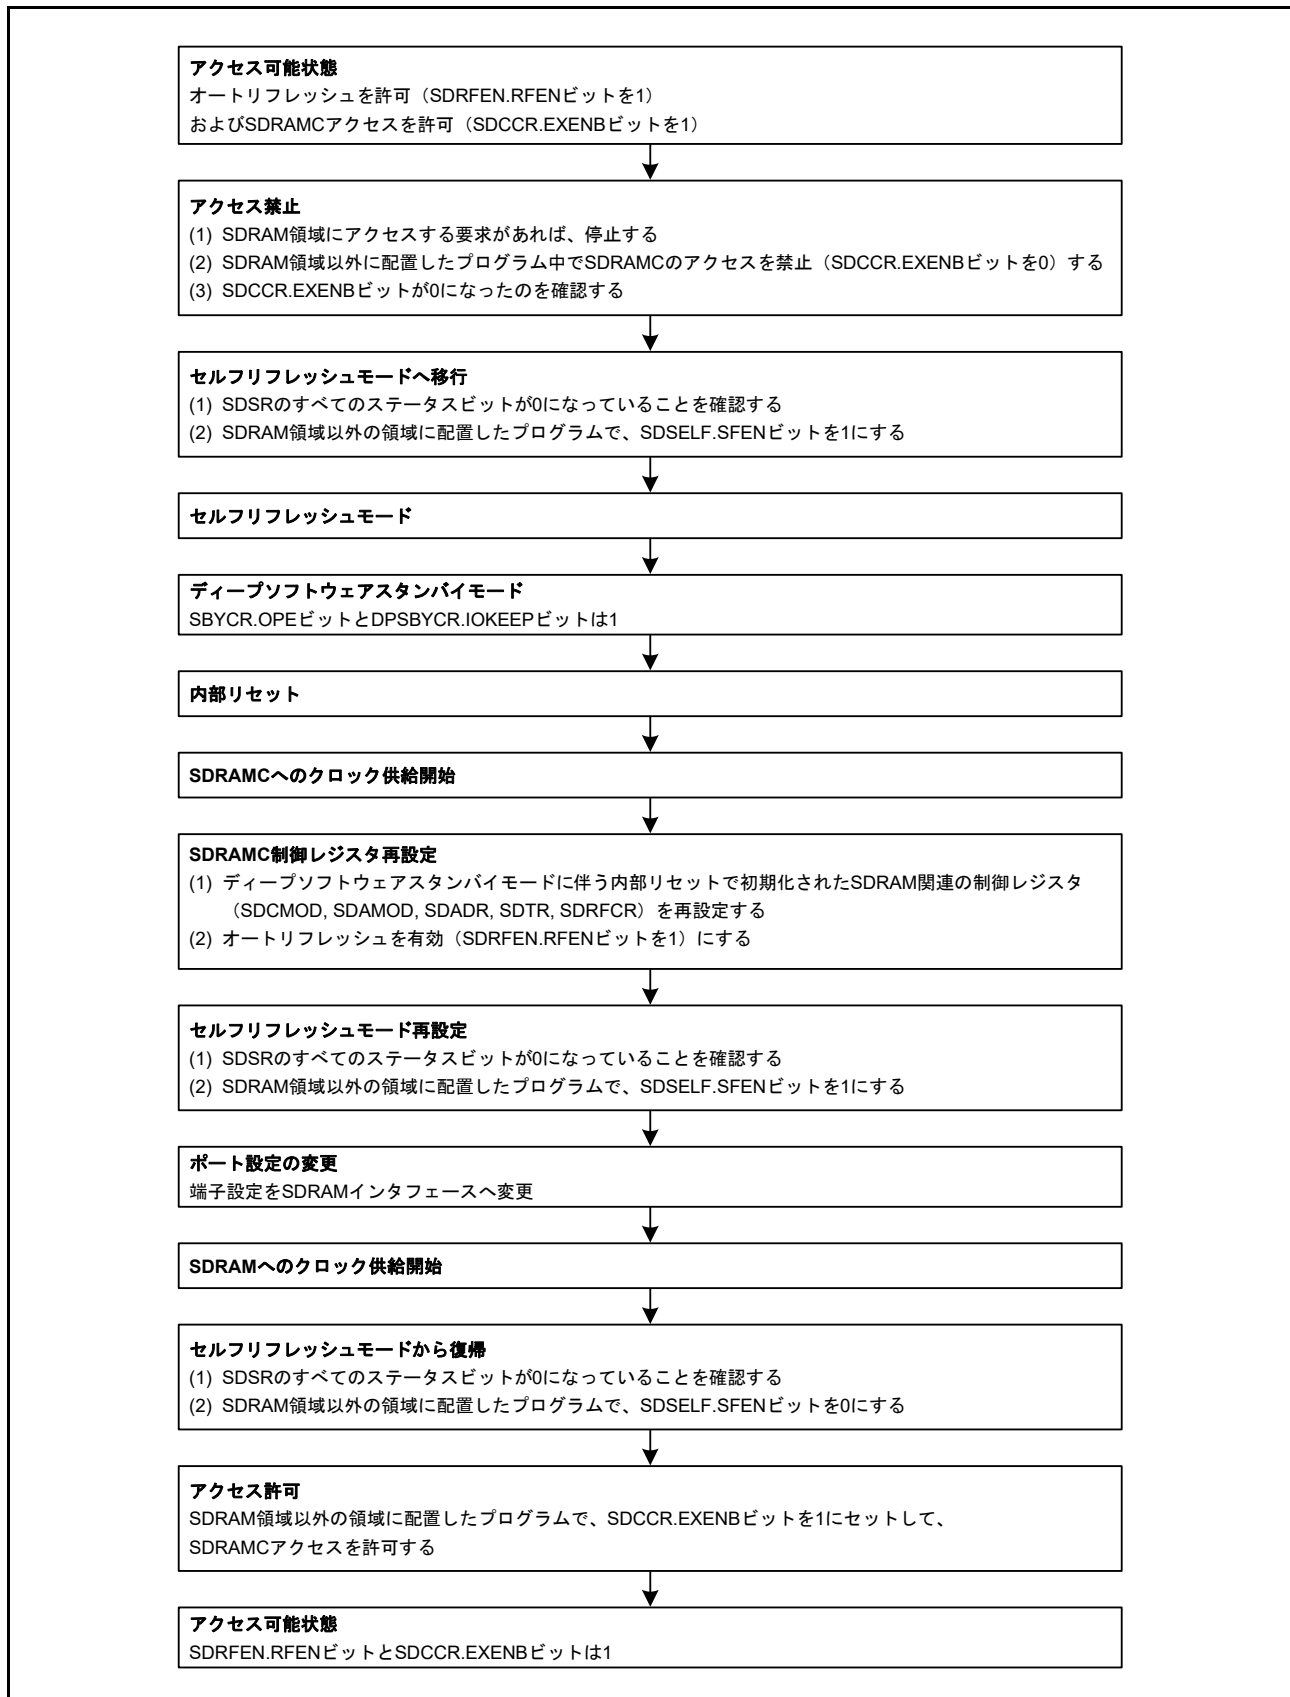 アクセス可能状態
オートリフレッシュを許可（SDRFEN.RFENビットを1）
およびSDRAMCアクセスを許可（SDCCR.EXENBビットを1）
アクセス禁止
(1) SDRAM領域にアクセスする要求があれば、停止する
(2) SDRAM領域以外に配置したプログラム中でSDRAMCのアクセスを禁止（SDCCR.EXENBビットを0）する
(3) SDCCR.EXENBビットが0になったのを確認する
セルフリフレッシュモードへ移行
(1) SDSRのすべてのステータスビットが0になっていることを確認する
(2) SDRAM領域以外の領域に配置したプログラムで、SDSELF.SFENビットを1にする
セルフリフレッシュモード
ディープソフトウェアスタンバイモード
SBYCR.OPEビットとDPSBYCR.IOKEEPビットは1
内部リセット
SDRAMCへのクロック供給開始
SDRAMC制御レジスタ再設定
(1) ディープソフトウェアスタンバイモードに伴う内部リセットで初期化されたSDRAM関連の制御レジスタ
（SDCMOD, SDAMOD, SDADR, SDTR, SDRFCR）を再設定する
(2) オートリフレッシュを有効（SDRFEN.RFENビットを1）にする
セルフリフレッシュモード再設定
(1) SDSRのすべてのステータスビットが0になっていることを確認する
(2) SDRAM領域以外の領域に配置したプログラムで、SDSELF.SFENビットを1にする
ポート設定の変更
端子設定をSDRAMインタフェースへ変更
SDRAMへのクロック供給開始
セルフリフレッシュモードから復帰
(1) SDSRのすべてのステータスビットが0になっていることを確認する
(2) SDRAM領域以外の領域に配置したプログラムで、SDSELF.SFENビットを0にする
アクセス許可
SDRAM領域以外の領域に配置したプログラムで、SDCCR.EXENBビットを1にセットして、
SDRAMCアクセスを許可する
アクセス可能状態
SDRFEN.RFENビットとSDCCR.EXENBビットは1